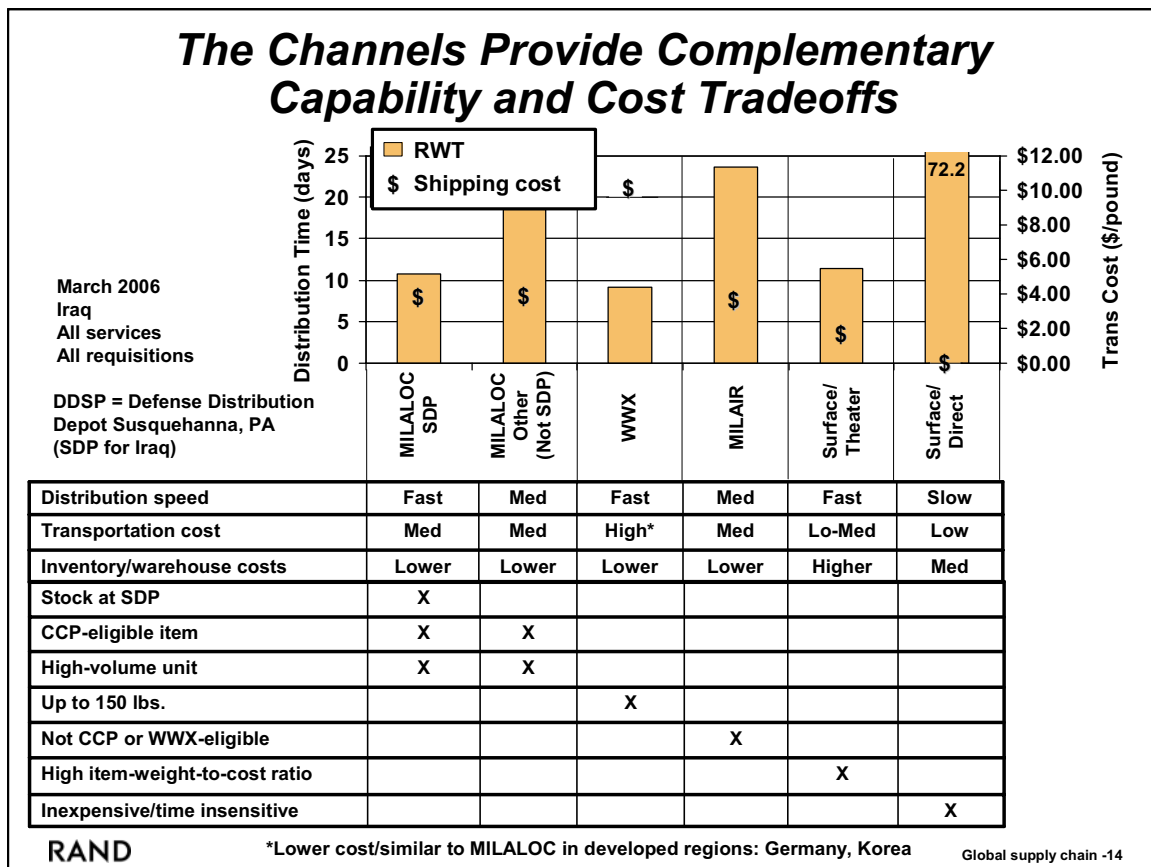 The Channels Provide Complementary
Capability and Cost Tradeoffs
RWT
$ Shipping cost
Distribution Time (days)
25
20
15
10
5
0
$12.00
$10.00
$8.00
$6.00
$4.00
$2.00
$0.00
Trans Cost ($/pound)
$
$
$
$
$
72.2
$
March 2006
Iraq
All services
All requisitions
DDSP = Defense Distribution
Depot Susquehanna, PA
(SDP for Iraq)
MILALOC
SDP
MILALOC
Other
(Not SDP)
WWX
MILAIR
Surface/
Theater
Surface/
Direct
Distribution speed Fast Med Fast Med Fast Slow
Transportation cost Med Med High* Med Lo-Med Low
Inventory/warehouse costs Lower Lower Lower Lower Higher Med
Stock at SDP X
CCP-eligible item X X
High-volume unit X X
Up to 150 lbs. X
Not CCP or WWX-eligible X
High item-weight-to-cost ratio X
Inexpensive/time insensitive X
RAND
*Lower cost/similar to MILALOC in developed regions: Germany, Korea
Global supply chain -14